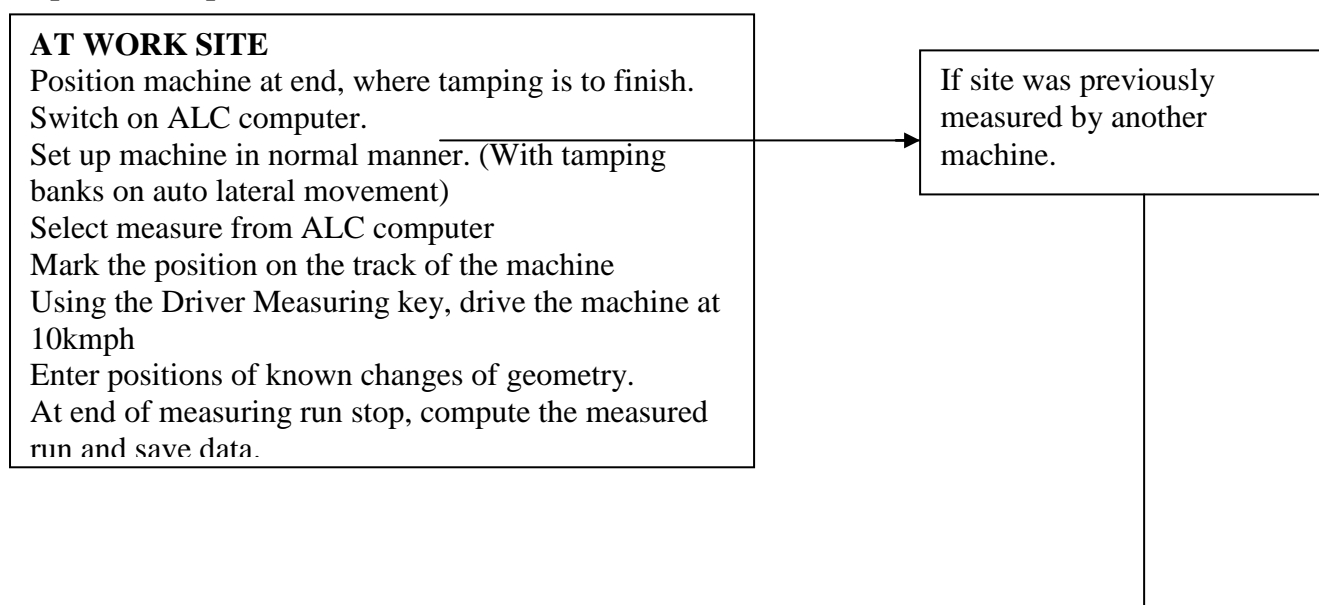 AT WORK SITE
Position machine at end, where tamping is to finish.
Switch on ALC computer.
Set up machine in normal manner. (With tamping
banks on auto lateral movement)
Select measure from ALC computer
Mark the position on the track of the machine
Using the Driver Measuring key, drive the machine at
10kmph
Enter positions of known changes of geometry.
At end of measuring run stop, compute the measured
run and save data.
If site was previously
measured by another
machine.